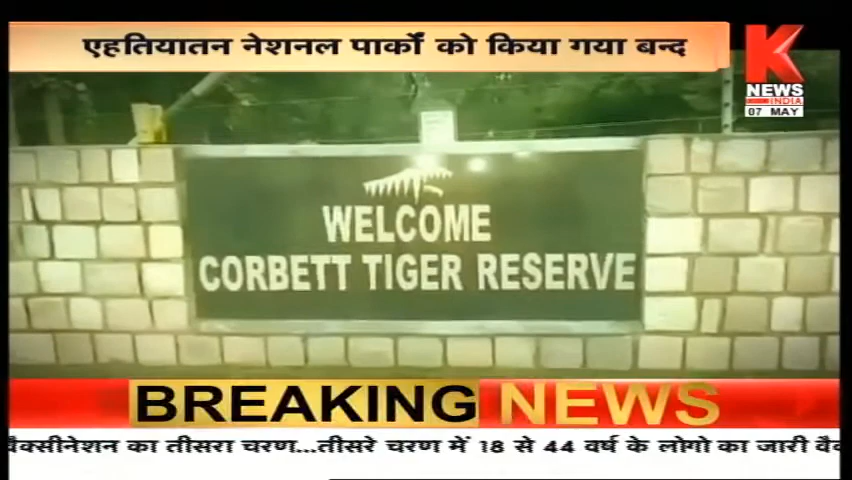 एहतियातन नेशनल पार्कों को किया गया बन्द
K
NEWS
INDIA
07 MAY
WELCOME
CORBETT TIGER RESERVE
BREAKING NEWS
वैक्सीनेशन का तीसरा चरण...तीसरे चरण में 18 से 44 वर्ष के लोगो का जारी